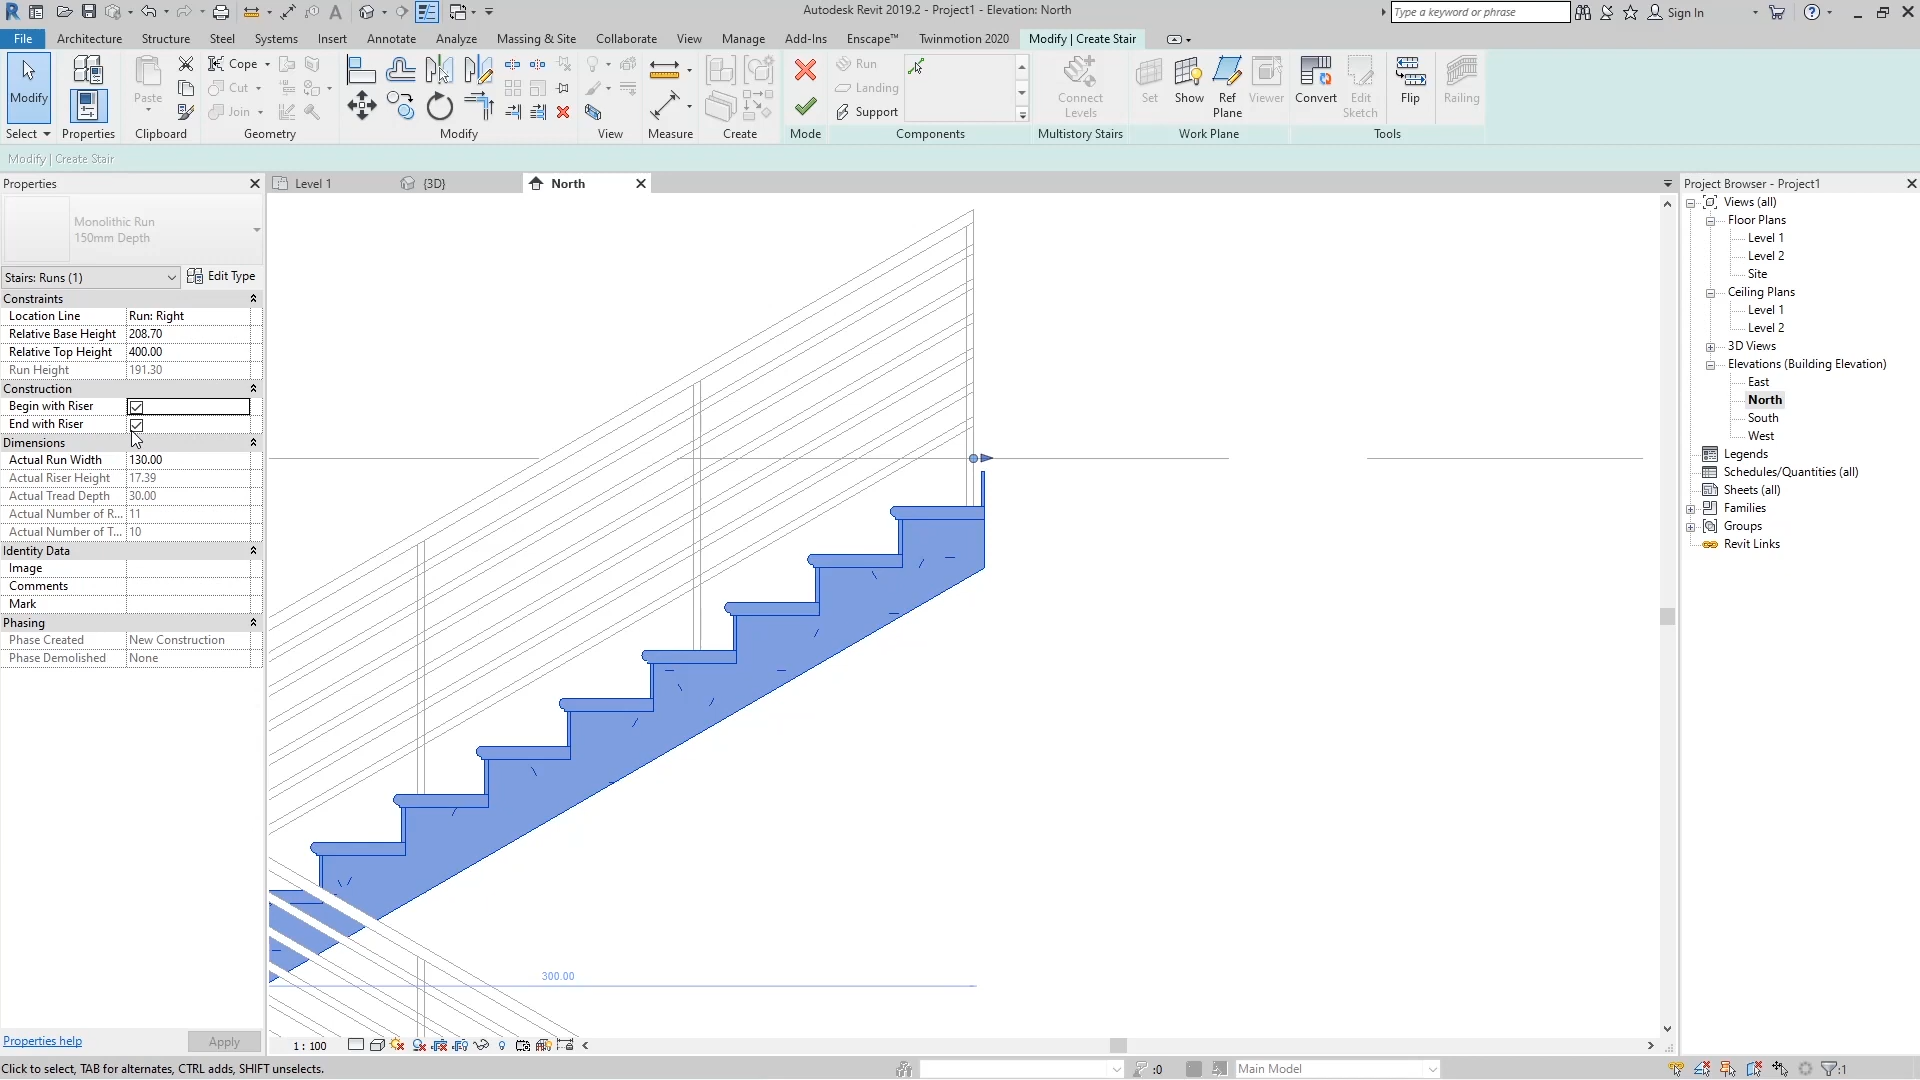 Autodesk Revit 2019.2 - Project1 - Elevation: North
Type a keyword or phrase
Sign In
File
Architecture
Structure
Steel
Systems
Insert
Annotate
Analyze
Massing & Site
Collaborate
View
Manage
Add-Ins
Enscape™
Twinmotion 2020
Modify | Create Stair
Modify
Paste
Cope
Cut
Join
Run
Landing
Support
Connect
Levels
Set
Show
Ref
Plane
Viewer
Convert
Edit
Sketch
Flip
Railing
Select
Properties
Clipboard
Geometry
Modify
View
Measure
Create
Mode
Components
Multistory Stairs
Work Plane
Tools
Modify | Create Stair
Properties
Monolithic Run
150mm Depth
Stairs: Runs (1)
Edit Type
Constraints
Location Line Run: Right
Relative Base Height 208.70
Relative Top Height 400.00
Run Height 191.30
Construction
Begin with Riser
End with Riser
Dimensions
Actual Run Width 130.00
Actual Riser Height 17.39
Actual Tread Depth 30.00
Actual Number of R... 11
Actual Number of T... 10
Identity Data
Image
Comments
Mark
Phasing
Phase Created New Construction
Phase Demolished None
Properties help
Apply
Level 1
{3D}
North
300.00
1 : 100
Project Browser - Project1
Views (all)
Floor Plans
Level 1
Level 2
Site
Ceiling Plans
Level 1
Level 2
3D Views
Elevations (Building Elevation)
East
North
South
West
Legends
Schedules/Quantities (all)
Sheets (all)
Families
Groups
Revit Links
Click to select, TAB for alternates, CTRL adds, SHIFT unselects.
:0
Main Model
:1